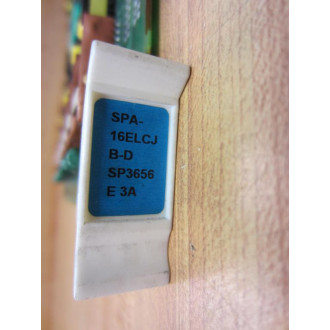 SPA-
16ELCJ
B-D
SP3656
E 3A